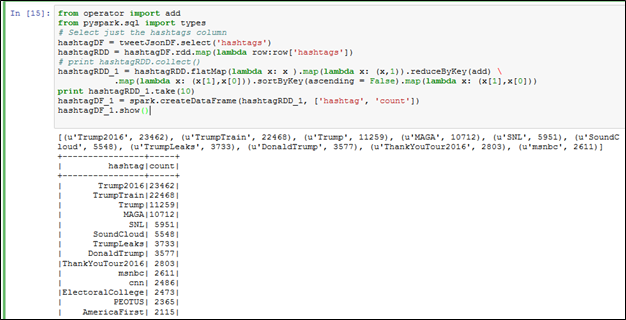 In [15]: from operator import add
from pyspark.sql import types
# Select just the hashtags column
hashtagDF = tweetJsonDF.select('hashtags')
hashtagRDD = hashtagDF.rdd.map(lambda row:row['hashtags'])
# print hashtagRDD.collect()
hashtagRDD_1 = hashtagRDD.flatMap(lambda x: x ).map(lambda x: (x,1)).reduceByKey(add) \
.map(lambda x: (x[1],x[0])).sortByKey(ascending = False).map(lambda x: (x[1],x[0]))
print hashtagRDD_1.take(10)
hashtagDF_1 = spark.createDataFrame(hashtagRDD_1, ['hashtag', 'count'])
hashtagDF_1.show()
[(u'Trump2016', 23462), (u'TrumpTrain', 22468), (u'Trump', 11259), (u'MAGA', 10712), (u'SNL', 5951), (u'SoundC
loud', 5548), (u'TrumpLeaks', 3733), (u'DonaldTrump', 3577), (u'ThankYouTour2016', 2803), (u'msnbc', 2611)]
+----------------+-----+
|         hashtag|count|
+----------------+-----+
|       Trump2016|23462|
|      TrumpTrain|22468|
|           Trump|11259|
|            MAGA|10712|
|             SNL| 5951|
|      SoundCloud| 5548|
|      TrumpLeaks| 3733|
|     DonaldTrump| 3577|
|ThankYouTour2016| 2803|
|           msnbc| 2611|
|             cnn| 2486|
|ElectoralCollege| 2473|
|          PEOTUS| 2365|
|    AmericaFirst| 2115|